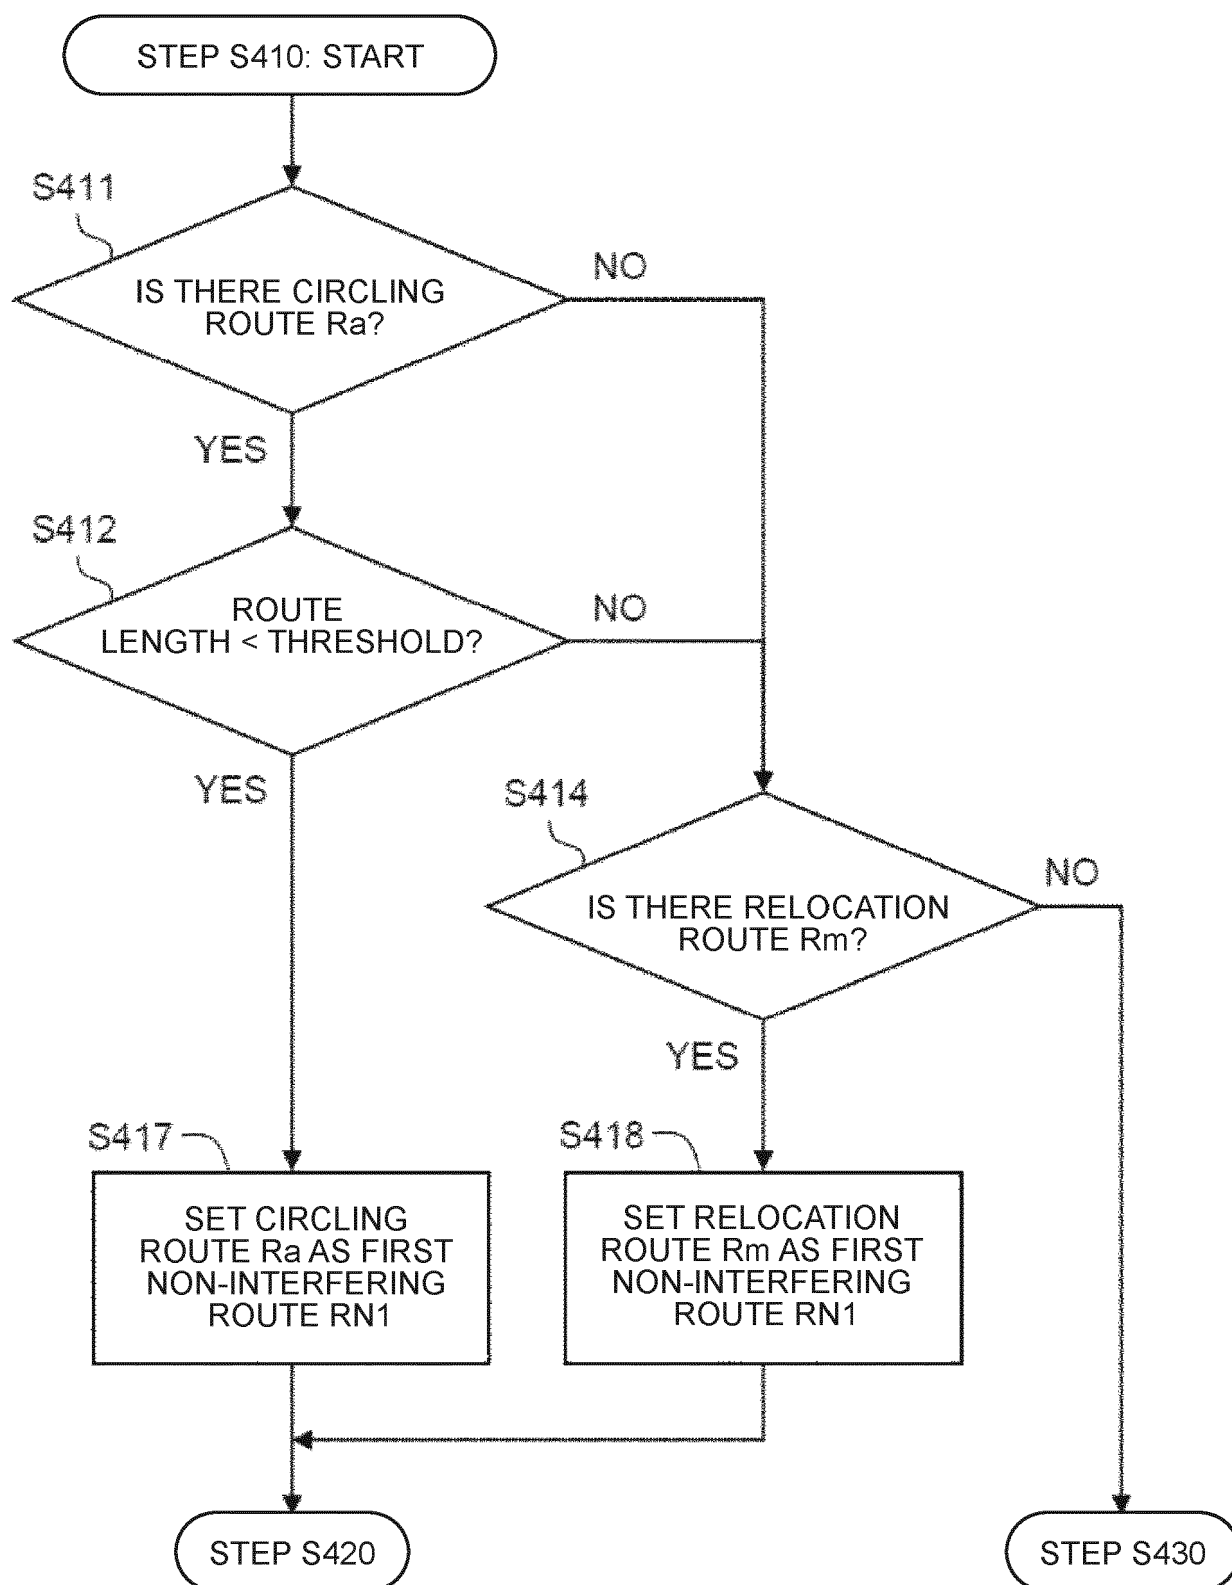 STEP S410: START
S411
IS THERE CIRCLING
ROUTE Ra?
NO
YES
S412
ROUTE
LENGTH < THRESHOLD?
NO
YES
S414
IS THERE RELOCATION
ROUTE Rm?
NO
YES
S417
SET CIRCLING
ROUTE Ra AS FIRST
NON-INTERFERING
ROUTE RN1
S418
SET RELOCATION
ROUTE Rm AS FIRST
NON-INTERFERING
ROUTE RN1
STEP S420
STEP S430